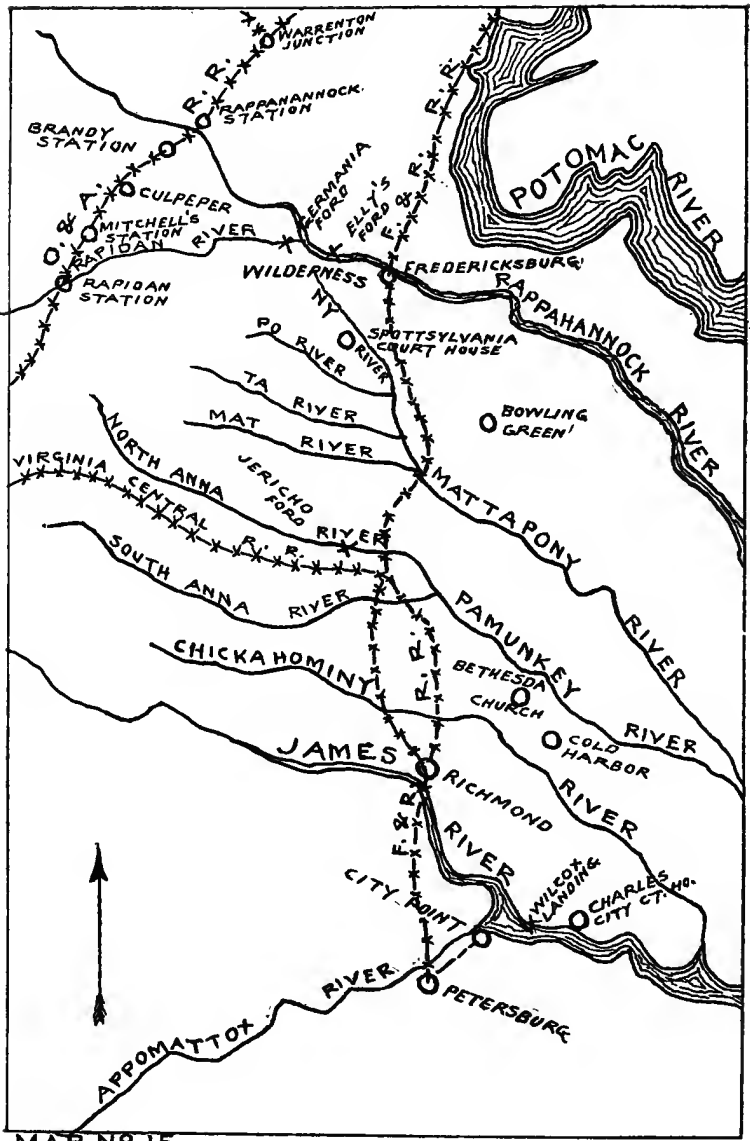 WARRENTON
JUNCTION
R. R.
RAPPAHANNOCK
STATION
BRANDY
STATION
O. & A.
CULPEPER
MITCHELL'S
STATION
RAPIDAN RIVER
RAPIDAN
STATION
GERMANIA
FORD
ELLY'S
FORD
F. & R. R. R.
POTOMAC RIVER
WILDERNESS
FREDERICKSBURG
RAPPAHANNOCK RIVER
NY RIVER
SPOTTSYLVANIA
COURT HOUSE
PO RIVER
TA RIVER
MAT RIVER
BOWLING
GREEN
NORTH ANNA RIVER
JERICHO
FORD
VIRGINIA CENTRAL R. R.
MATTAPONY RIVER
SOUTH ANNA RIVER
PAMUNKEY RIVER
CHICKAHOMINY RIVER
R. R.
BETHESDA
CHURCH
COLD
HARBOR
JAMES RIVER
RICHMOND
F. & R.
CITY POINT
WILCOX
LANDING
CHARLES
CITY CT. HO.
APPOMATTOX RIVER
PETERSBURG
MAP NO 15